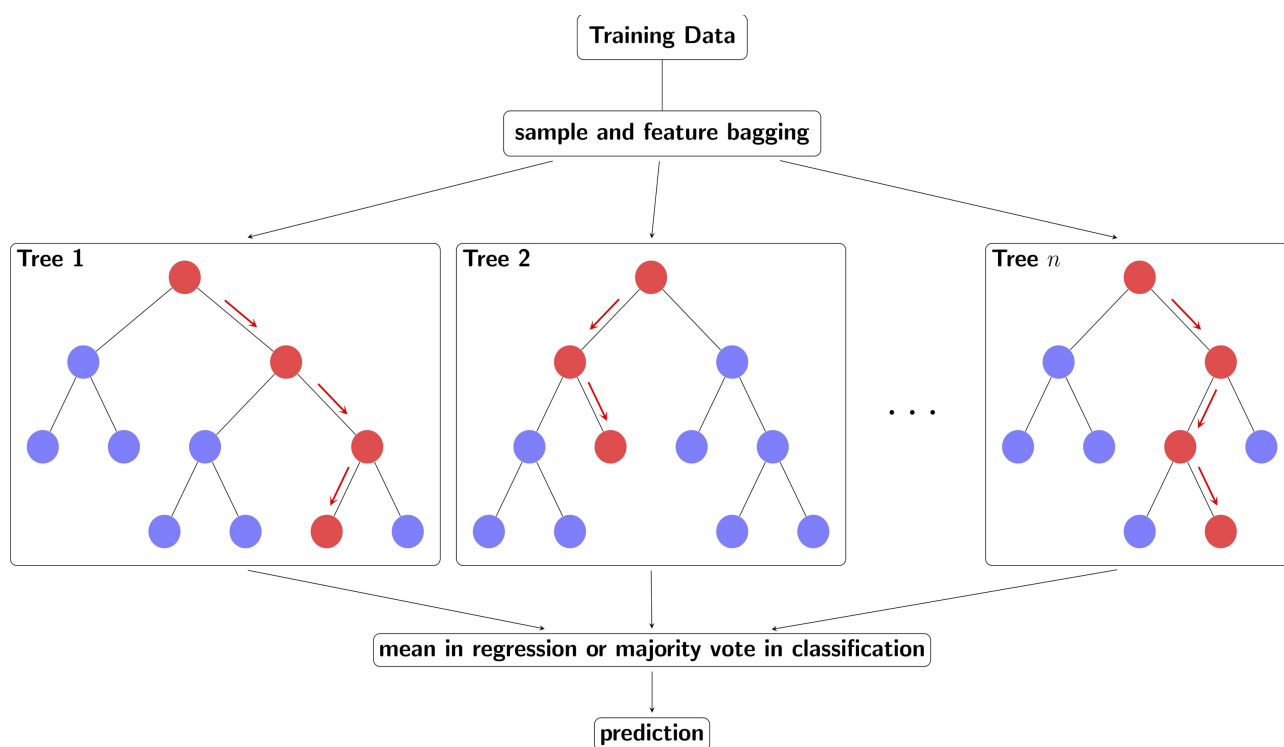 Training Data
sample and feature bagging
Tree 1
Tree 2
Tree n
. . .
mean in regression or majority vote in classification
prediction